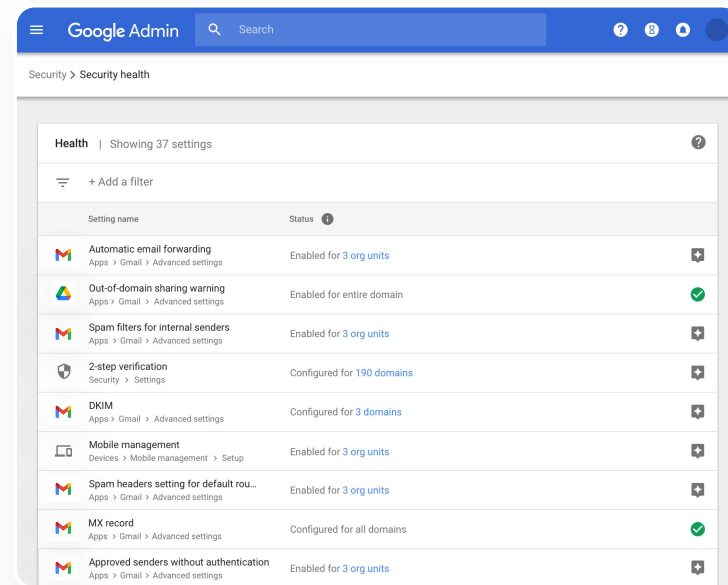 Google Admin
Search
Security > Security health
Health | Showing 37 settings
+ Add a filter
Setting name Status
Automatic email forwarding
Apps > Gmail > Advanced settings
Enabled for 3 org units
Out-of-domain sharing warning
Apps > Gmail > Advanced settings
Enabled for entire domain
Spam filters for internal senders
Apps > Gmail > Advanced settings
Enabled for 3 org units
2-step verification
Security > Settings
Configured for 190 domains
DKIM
Apps > Gmail > Advanced settings
Configured for 3 domains
Mobile management
Devices > Mobile management > Setup
Enabled for 3 org units
Spam headers setting for default rou...
Apps > Gmail > Advanced settings
Enabled for 3 org units
MX record
Apps > Gmail > Advanced settings
Configured for all domains
Approved senders without authentication
Apps > Gmail > Advanced settings
Enabled for 3 org units